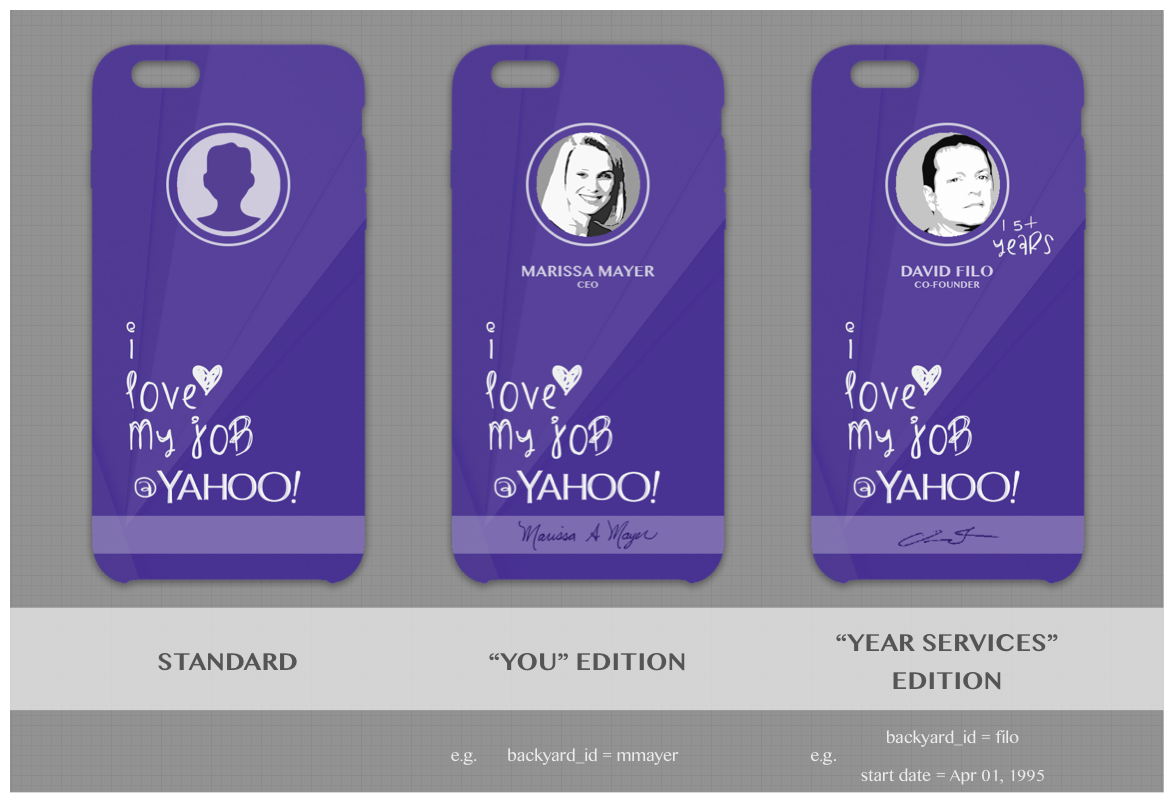 i
love
my job
@YAHOO!
STANDARD
MARISSA MAYER
CEO
i
love
my job
@YAHOO!
Marissa A Mayer
“YOU” EDITION
e.g. backyard_id = mmayer
15+
years
DAVID FILO
CO-FOUNDER
i
love
my job
@YAHOO!
“YEAR SERVICES”
EDITION
backyard_id = filo
e.g.
start date = Apr 01, 1995